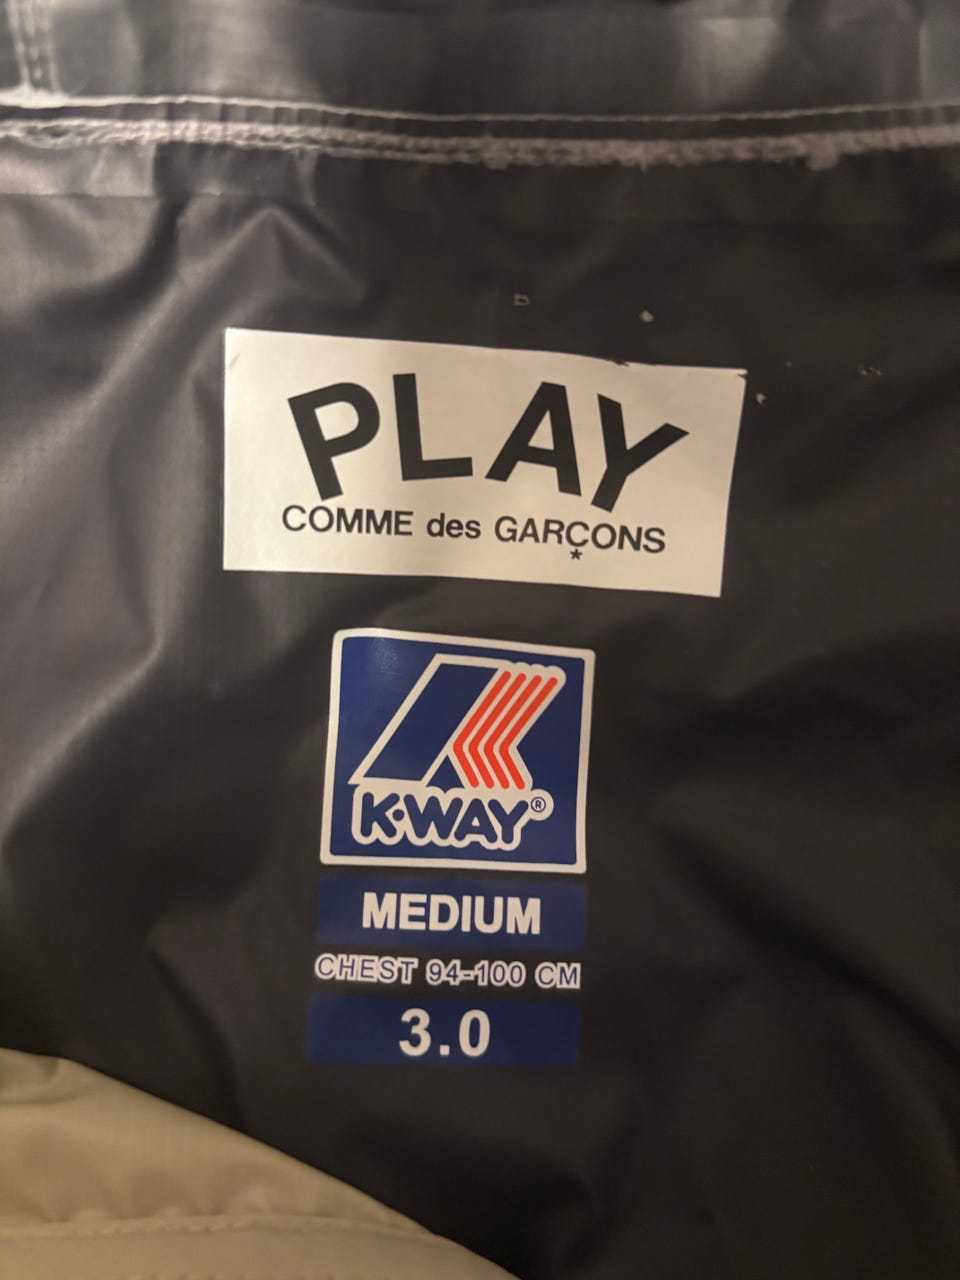 PLAY
COMME des GARÇONS
*
K·WAY®
MEDIUM
CHEST 94-100 CM
3.0